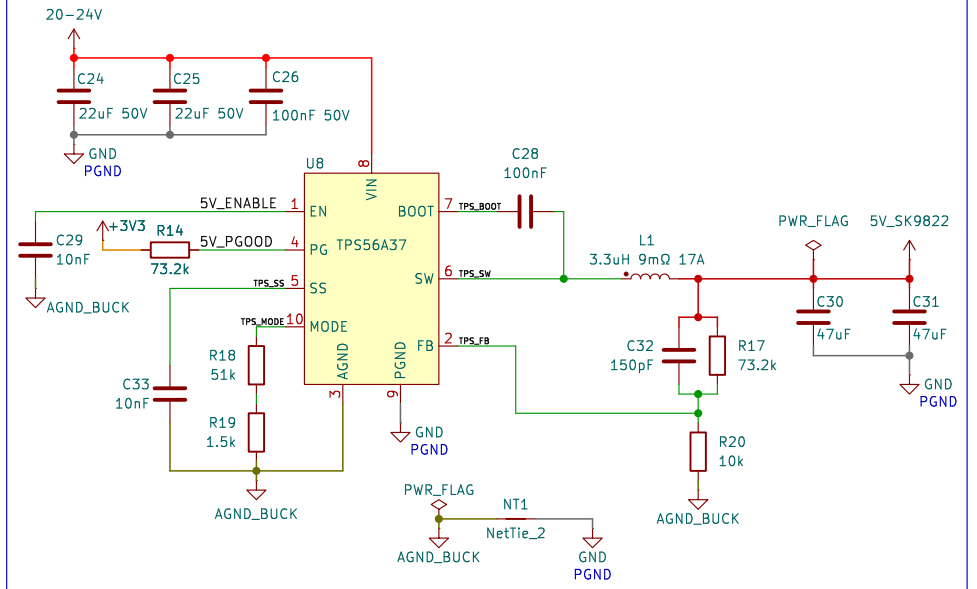 20-24V
C24
22uF 50V
C25
22uF 50V
C26
100nF 50V
GND
PGND
U8
8
VIN
1
EN
4
PG
5
SS
10
MODE
TPS56A37
BOOT
7
SW
6
FB
2
AGND
3
PGND
9
5V_ENABLE
C29
10nF
AGND_BUCK
+3V3
R14
73.2k
5V_PGOOD
TPS_SS
TPS_MODE
C33
10nF
R18
51k
R19
1.5k
AGND_BUCK
GND
PGND
TPS_BOOT
C28
100nF
TPS_SW
L1
3.3uH 9mΩ 17A
TPS_FB
PWR_FLAG
5V_SK9822
C30
47uF
C31
47uF
GND
PGND
C32
150pF
R17
73.2k
R20
10k
AGND_BUCK
PWR_FLAG
AGND_BUCK
NT1
NetTie_2
GND
PGND